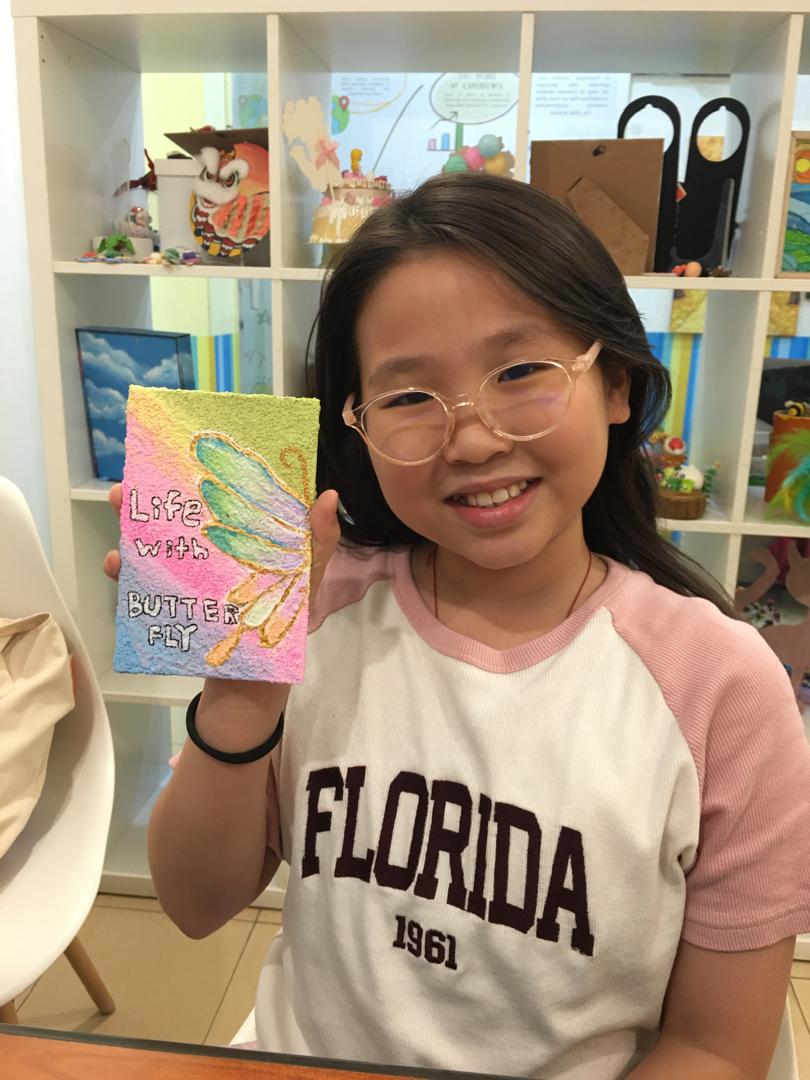 Life
with
BUTTER
FLY
FLORIDA
1961